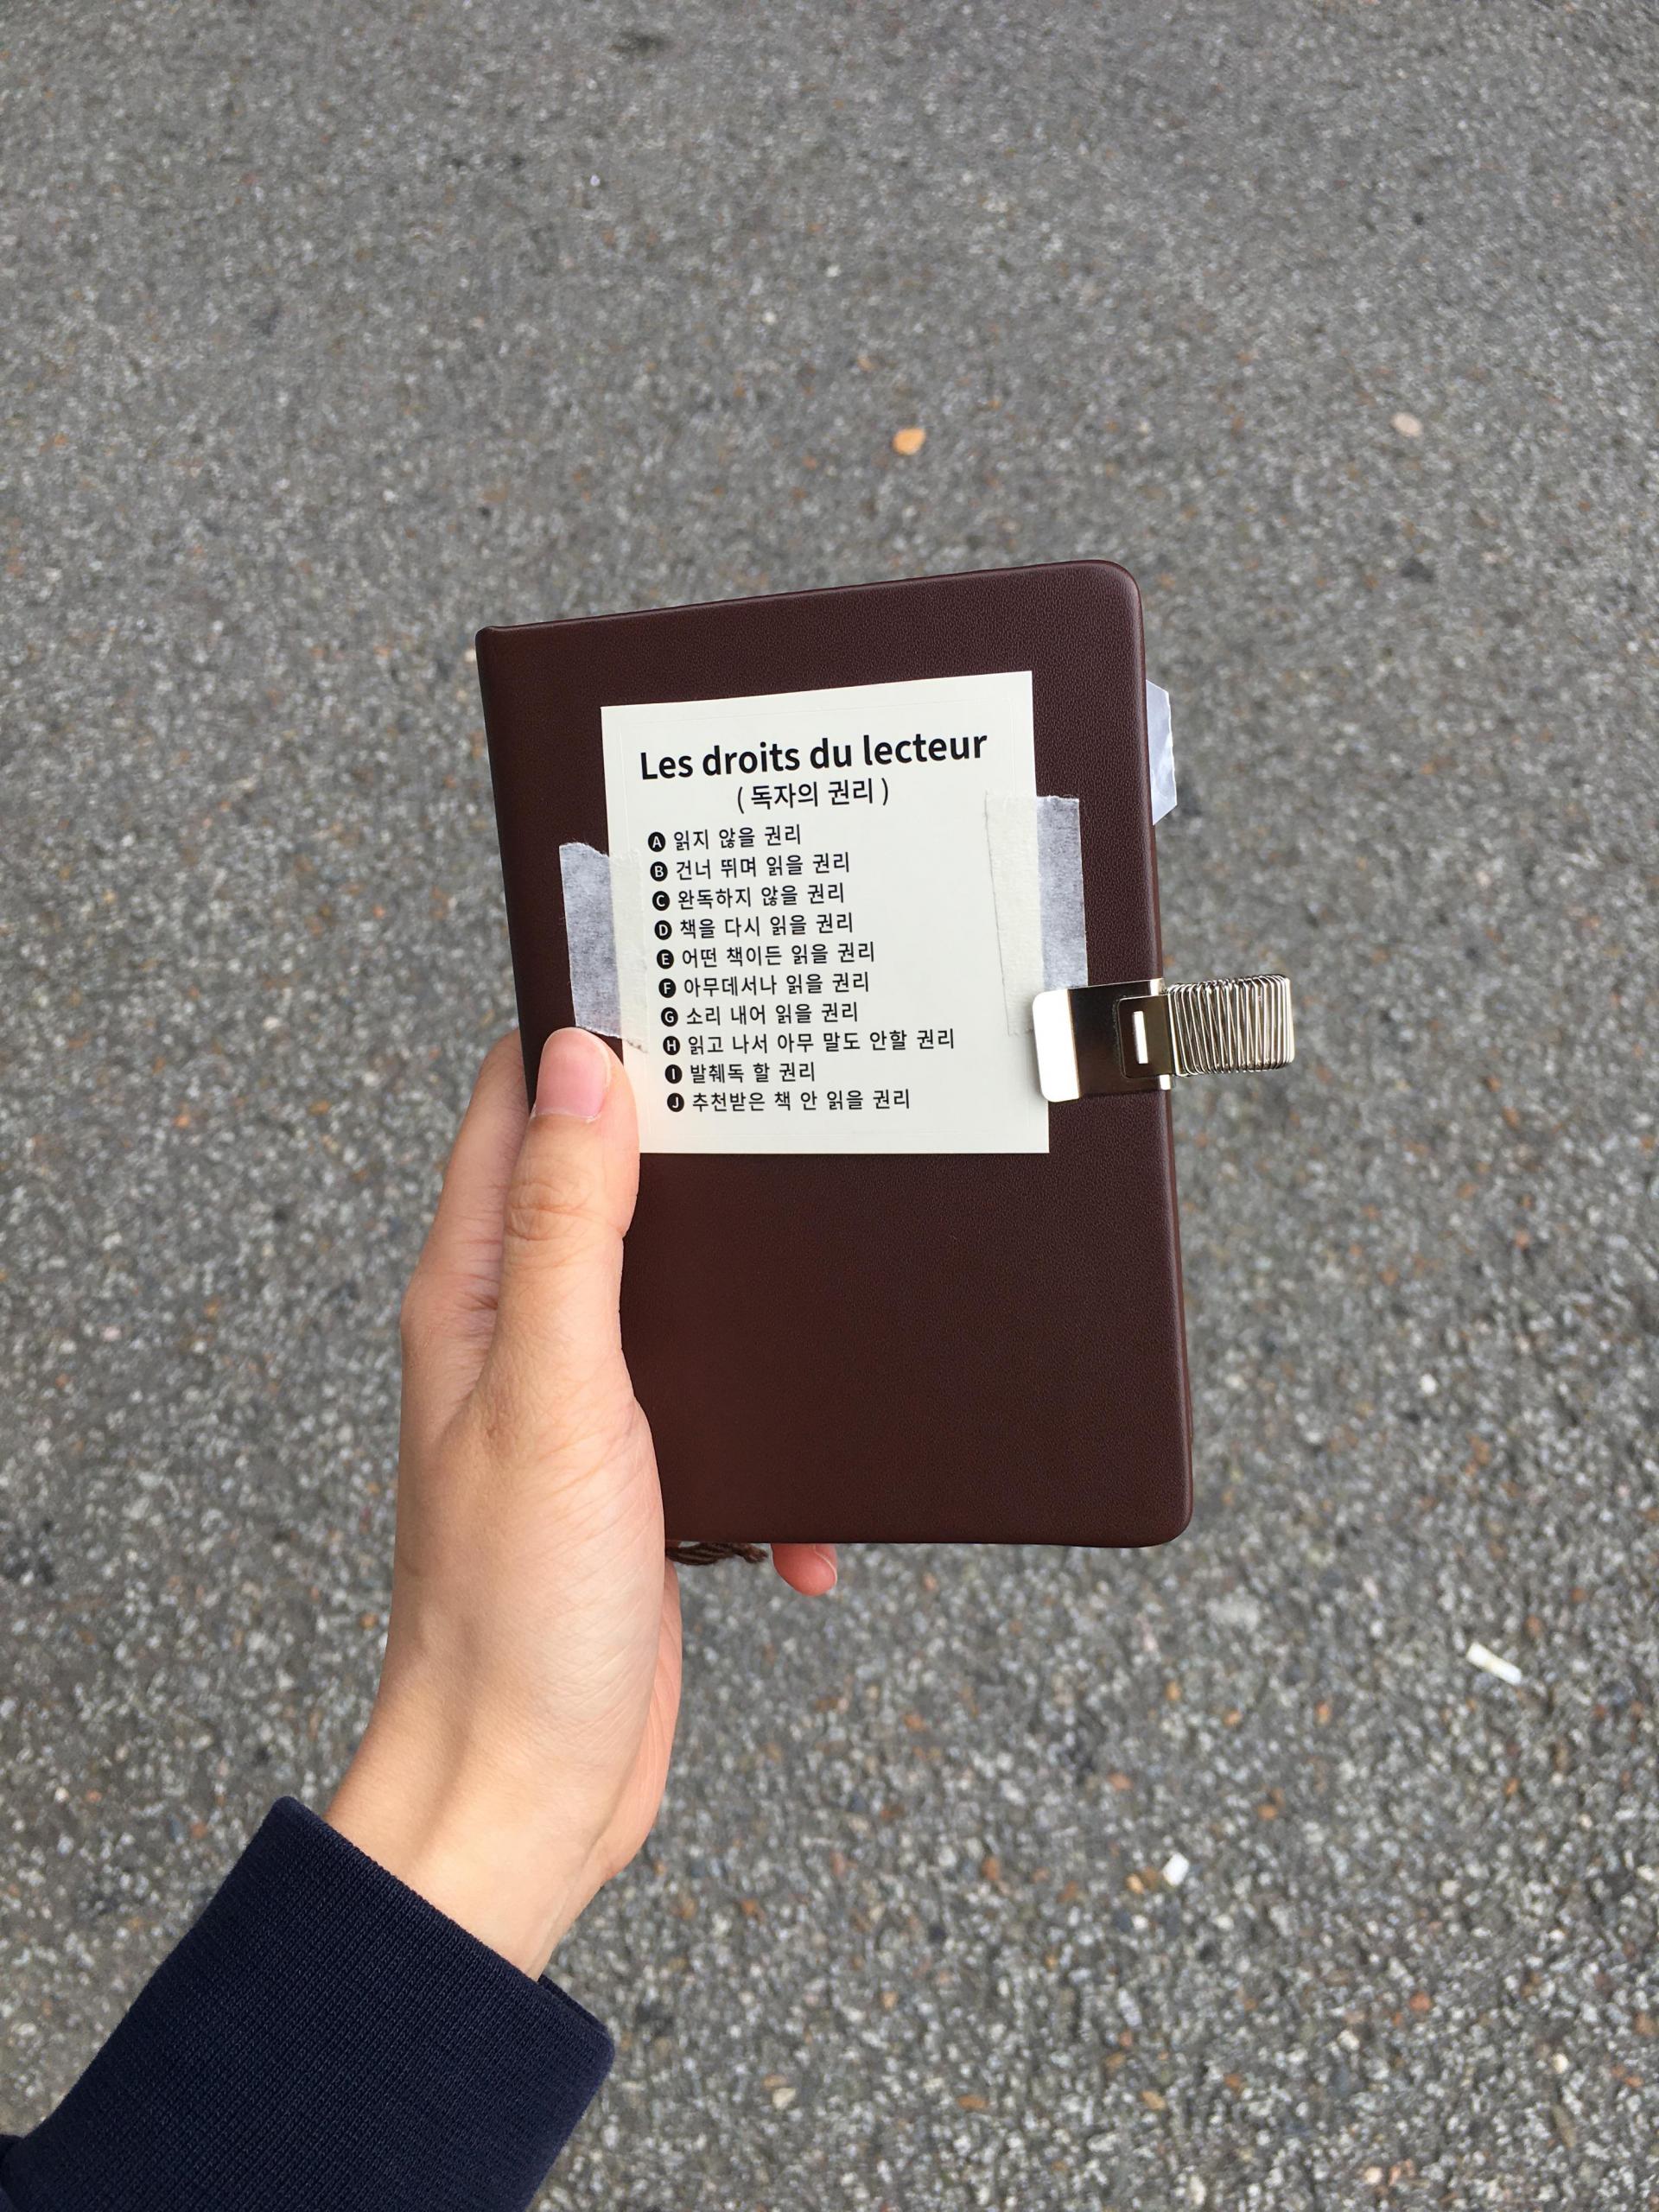 Les droits du lecteur
( 독자의 권리 )
A 읽지 않을 권리
B 건너 뛰며 읽을 권리
C 완독하지 않을 권리
D 책을 다시 읽을 권리
E 어떤 책이든 읽을 권리
F 아무데서나 읽을 권리
G 소리 내어 읽을 권리
H 읽고 나서 아무 말도 안할 권리
I 발췌독 할 권리
J 추천받은 책 안 읽을 권리